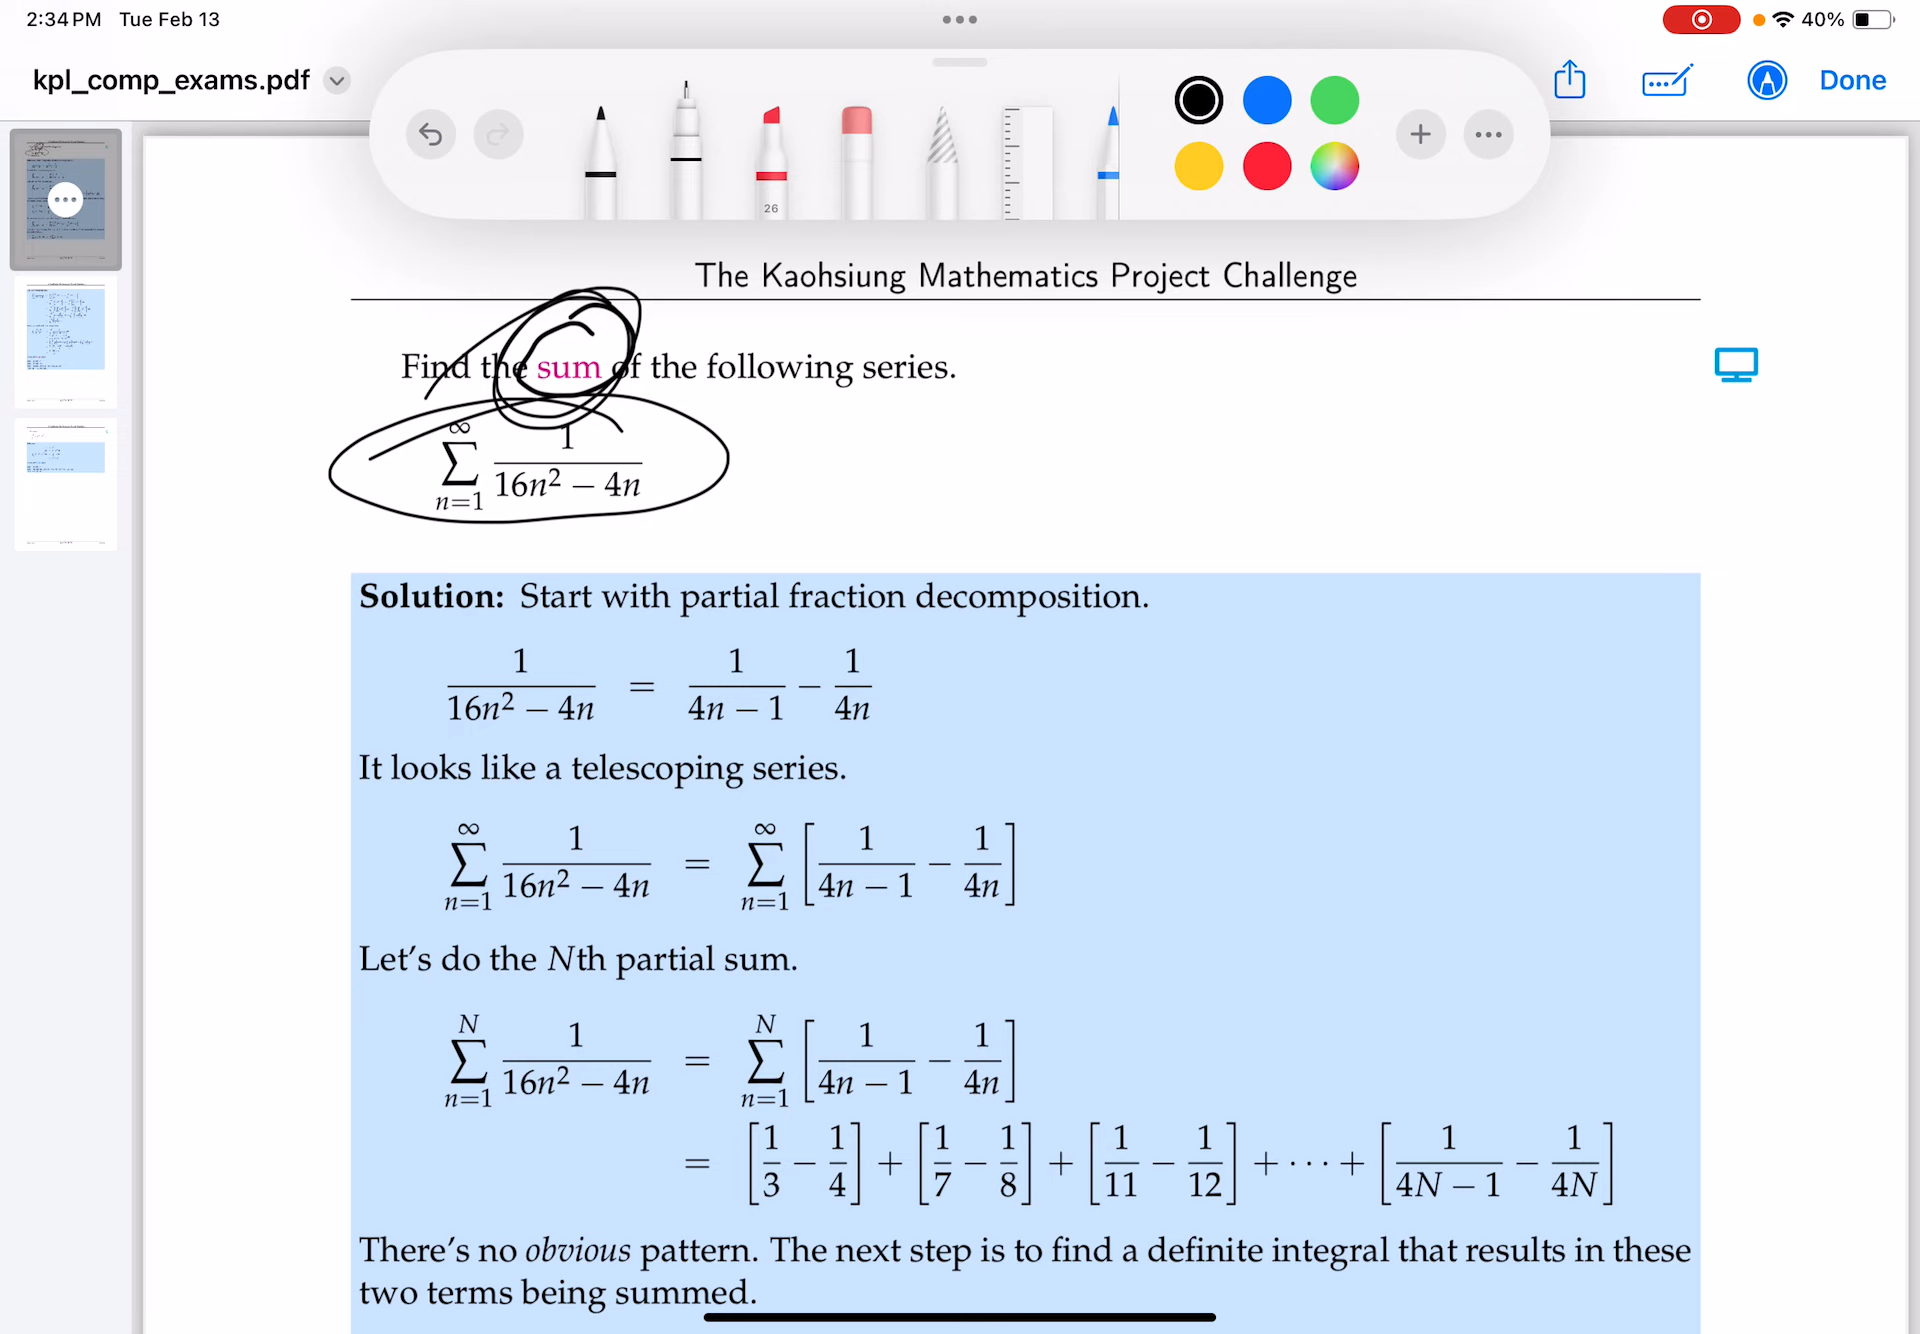 2:34 PM Tue Feb 13
40%
kpl_comp_exams.pdf
Done
26
The Kaohsiung Mathematics Project Challenge
Find the sum of the following series.
∑_{n=1}^{∞} 1/(16n² − 4n)
Solution: Start with partial fraction decomposition.
1/(16n² − 4n) = 1/(4n − 1) − 1/(4n)
It looks like a telescoping series.
∑_{n=1}^{∞} 1/(16n² − 4n) = ∑_{n=1}^{∞} [1/(4n − 1) − 1/(4n)]
Let's do the Nth partial sum.
∑_{n=1}^{N} 1/(16n² − 4n) = ∑_{n=1}^{N} [1/(4n − 1) − 1/(4n)]
= [1/3 − 1/4] + [1/7 − 1/8] + [1/11 − 1/12] + ··· + [1/(4N − 1) − 1/(4N)]
There's no obvious pattern. The next step is to find a definite integral that results in these
two terms being summed.